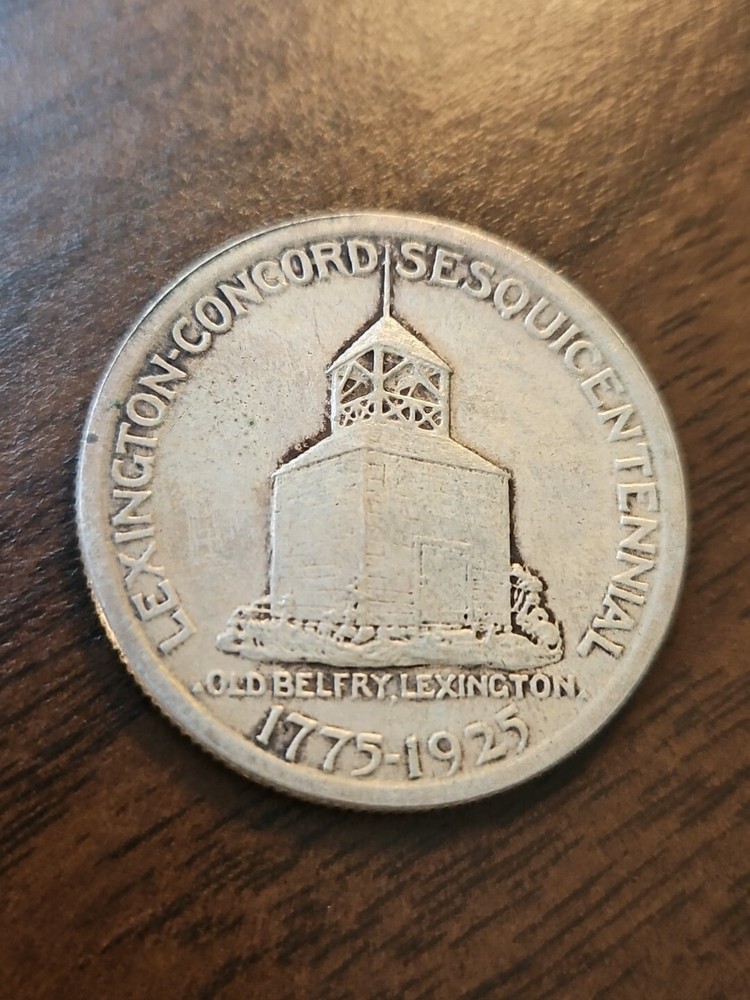 LEXINGTON-CONCORD SESQUICENTENNIAL
OLD BELFRY, LEXINGTON
1775-1925